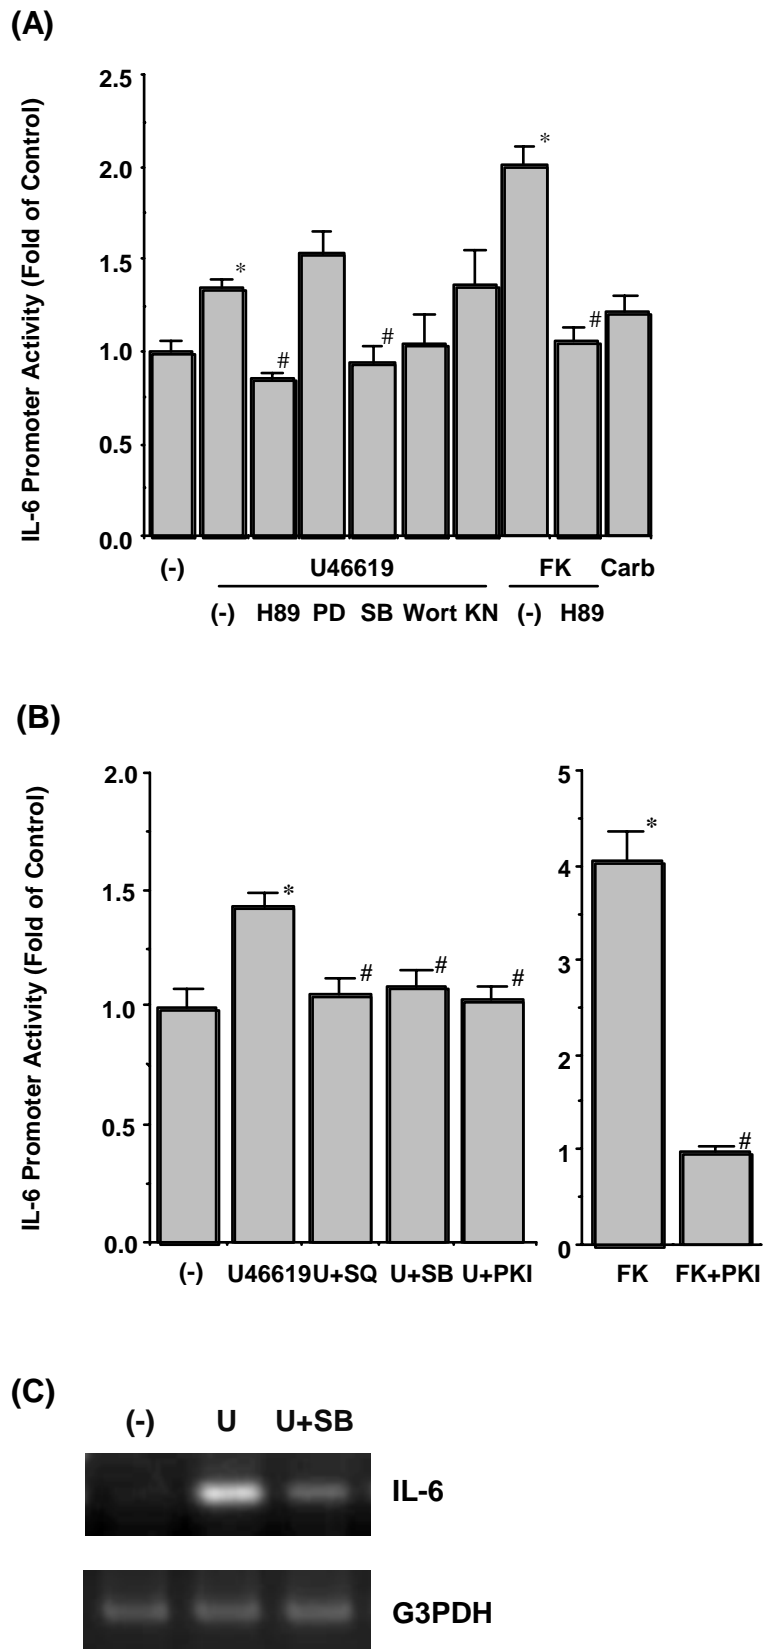 (A)
IL-6 Promoter Activity (Fold of Control)
2.5
2.0
1.5
1.0
0.5
0.0
*
#
#
*
#
(-) U46619 FK Carb
(-) H89 PD SB Wort KN (-) H89
(B)
IL-6 Promoter Activity (Fold of Control)
2.0
1.5
1.0
0.5
0.0
*
#
#
#
(-) U46619 U+SQ U+SB U+PKI
5
4
3
2
1
0
*
#
FK FK+PKI
(C)
(-) U U+SB
IL-6
G3PDH